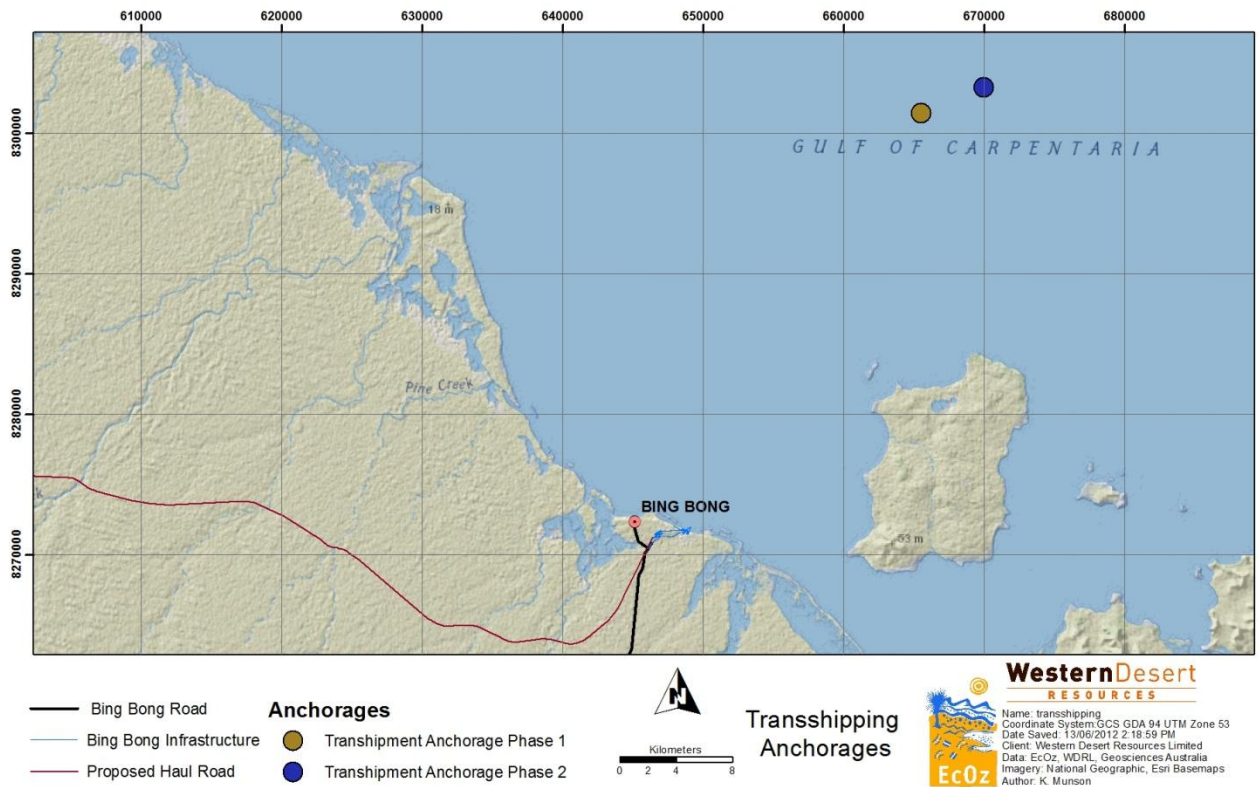 610000 620000 630000 640000 650000 660000 670000 680000
8300000
GULF OF CARPENTARIA
18 m
8290000
Pine Creek
8280000
BING BONG
53 m
8270000
Bing Bong Road
Bing Bong Infrastructure
Proposed Haul Road
Anchorages
Transhipment Anchorage Phase 1
Transhipment Anchorage Phase 2
N
Kilometers
0 2 4 8
Transshipping
Anchorages
EcOz
WesternDesert
RESOURCES
Name: transshipping
Coordinate System:GCS GDA 94 UTM Zone 53
Date Saved: 13/06/2012 2:18:59 PM
Client: Western Desert Resources Limited
Data: EcOz, WDRL, Geosciences Australia
Imagery: National Geographic, Esri Basemaps
Author: K. Munson